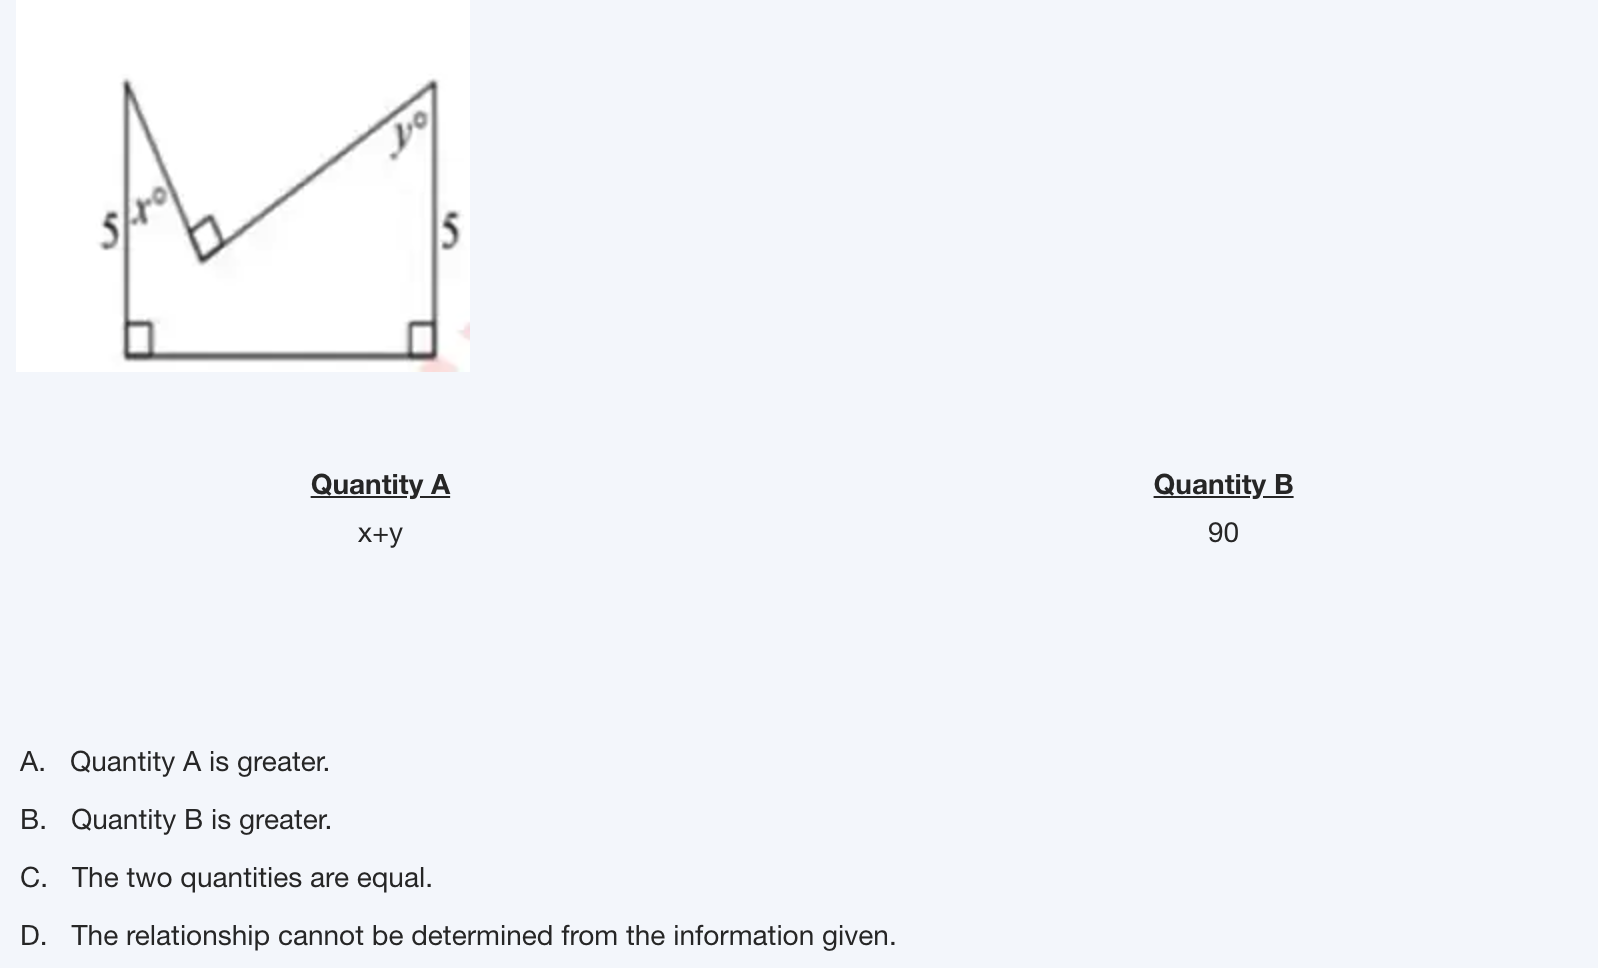 y°
x°
5
5
Quantity A
Quantity B
x+y
90
A. Quantity A is greater.
B. Quantity B is greater.
C. The two quantities are equal.
D. The relationship cannot be determined from the information given.